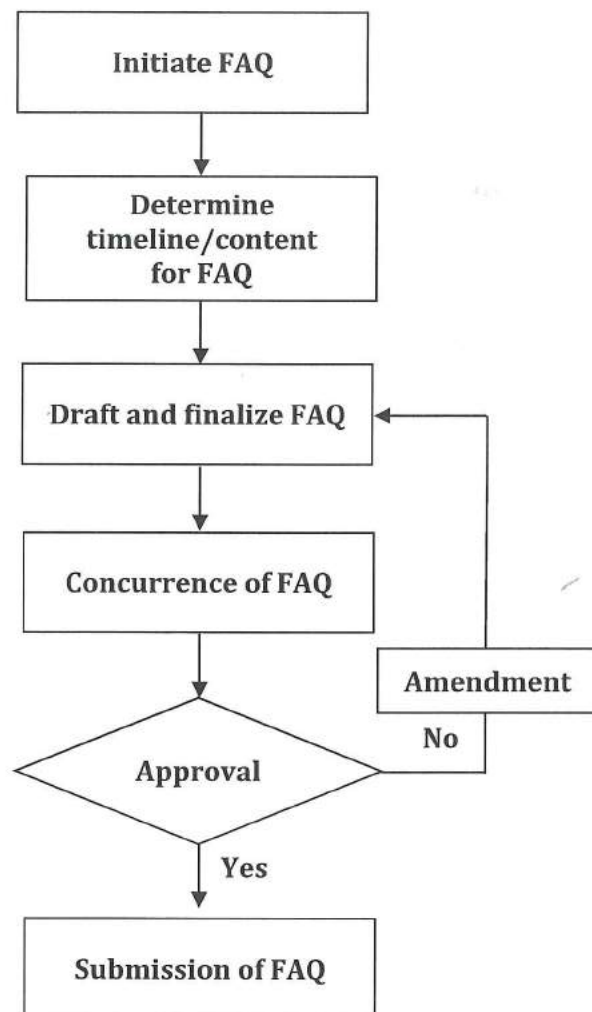 Initiate FAQ
Determine
timeline/content
for FAQ
Draft and finalize FAQ
Concurrence of FAQ
Amendment
No
Approval
Yes
Submission of FAQ